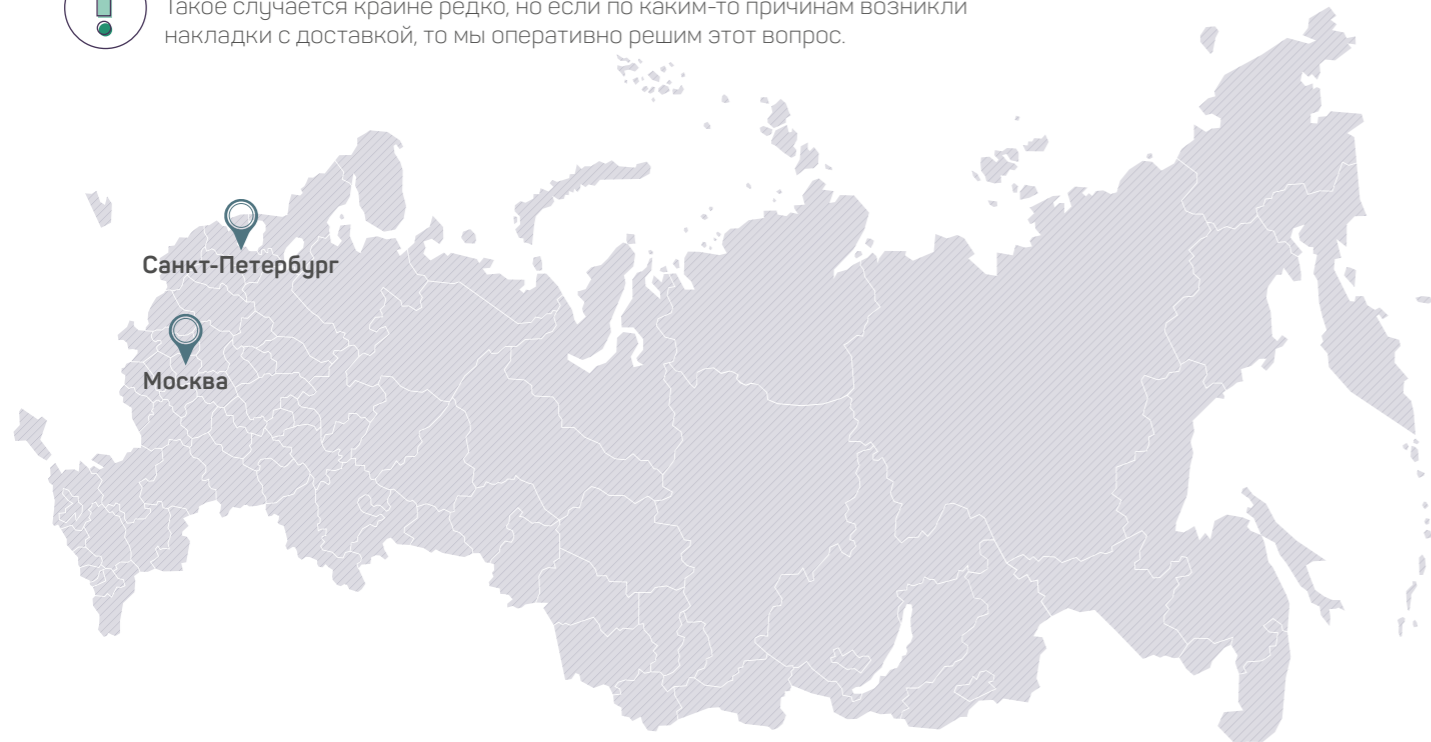 Такое случается крайне редко, но если по каким-то причинам возникли
накладки с доставкой, то мы оперативно решим этот вопрос.
Санкт-Петербург
Москва